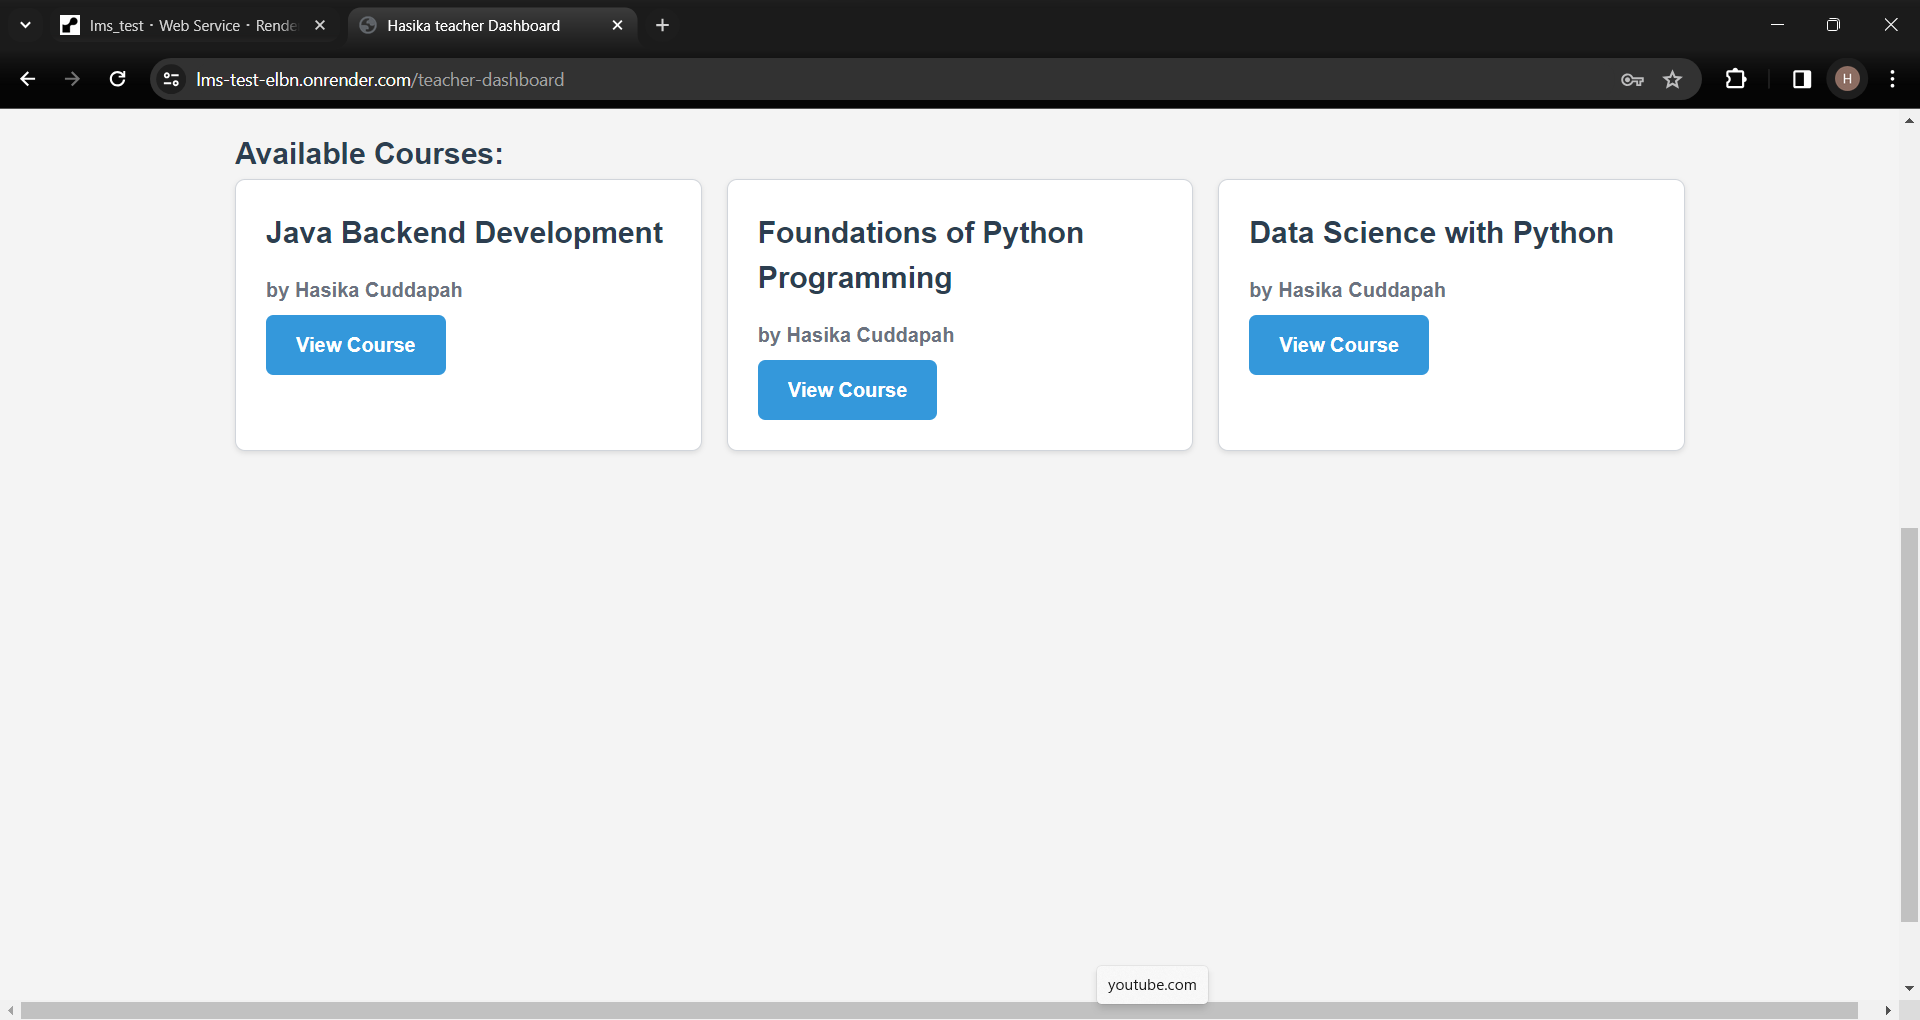 lms_test · Web Service · Rende
Hasika teacher Dashboard
lms-test-elbn.onrender.com/teacher-dashboard
H
Available Courses:
Java Backend Development
by Hasika Cuddapah
View Course
Foundations of Python
Programming
by Hasika Cuddapah
View Course
Data Science with Python
by Hasika Cuddapah
View Course
youtube.com